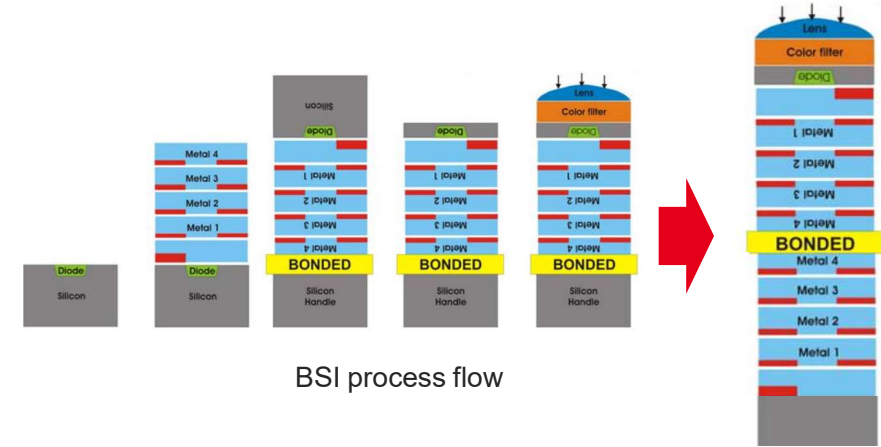 Diode
Silicon
Metal 4
Metal 3
Metal 2
Metal 1
Diode
Silicon
Silicon
Diode
Metal 1
Metal 2
Metal 3
Metal 4
BONDED
Silicon
Handle
Diode
Metal 1
Metal 2
Metal 3
Metal 4
BONDED
Silicon
Handle
Lens
Color filter
Diode
Metal 1
Metal 2
Metal 3
Metal 4
BONDED
Silicon
Handle
Lens
Color filter
Diode
Metal 1
Metal 2
Metal 3
Metal 4
BONDED
Metal 4
Metal 3
Metal 2
Metal 1
BSI process flow